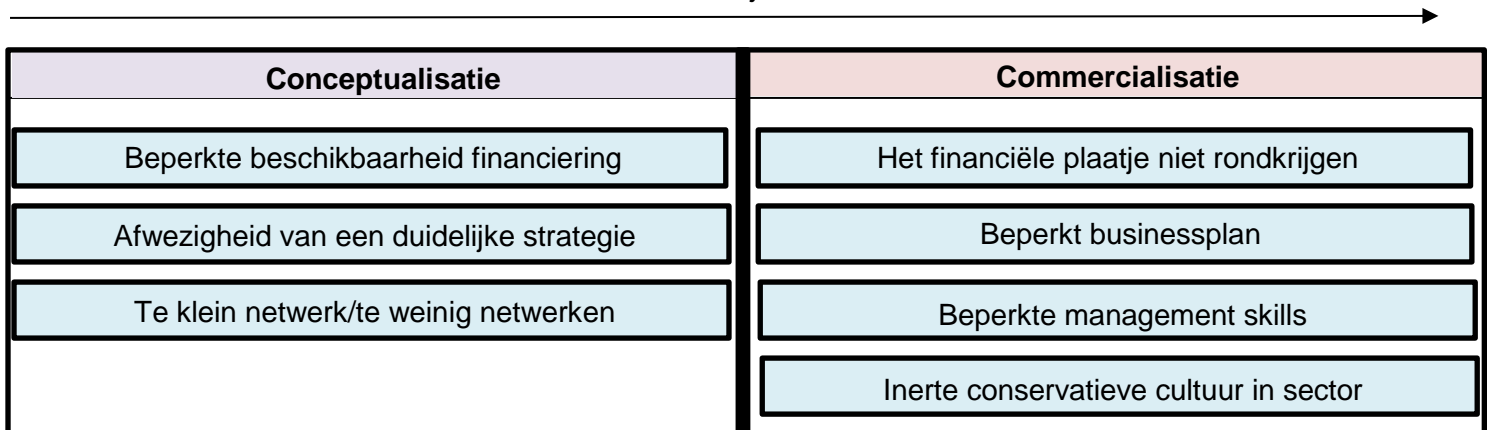 Conceptualisatie
Commercialisatie
Beperkte beschikbaarheid financiering
Het financiële plaatje niet rondkrijgen
Afwezigheid van een duidelijke strategie
Beperkt businessplan
Te klein netwerk/te weinig netwerken
Beperkte management skills
Inerte conservatieve cultuur in sector